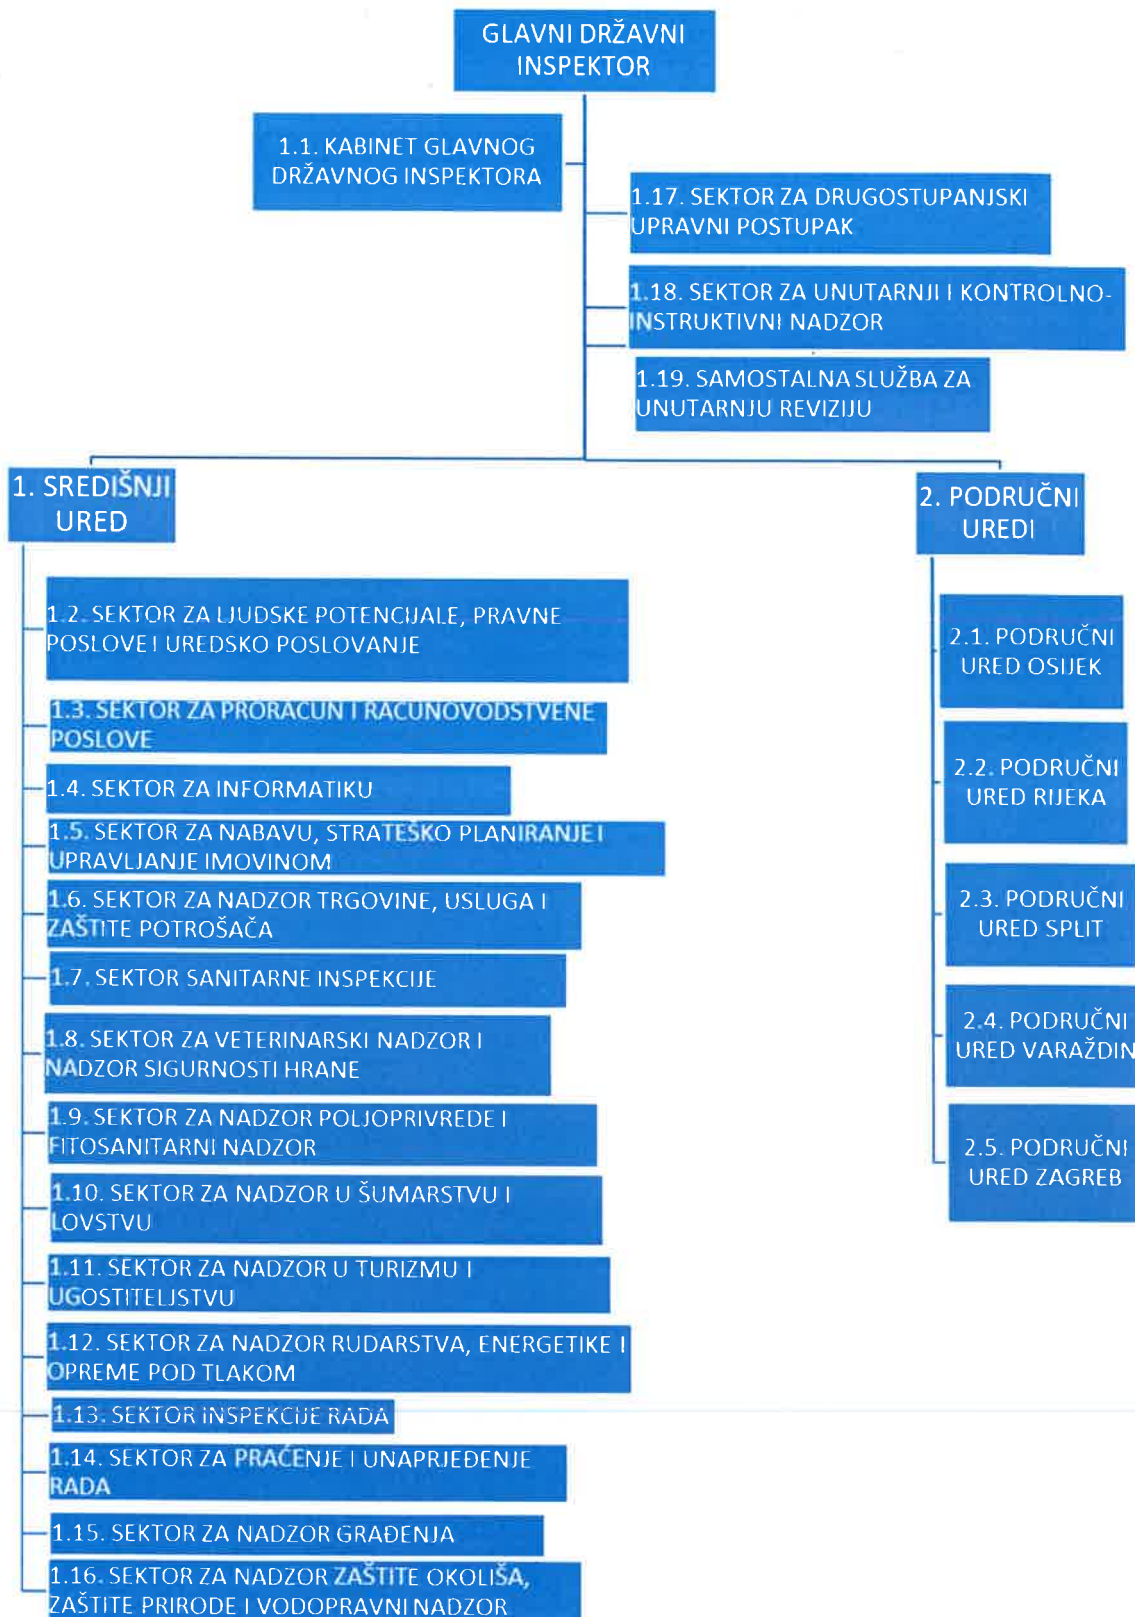 GLAVNI DRŽAVNI
INSPEKTOR
1.1. KABINET GLAVNOG
DRŽAVNOG INSPEKTORA
1.17. SEKTOR ZA DRUGOSTUPANJSKI
UPRAVNI POSTUPAK
1.18. SEKTOR ZA UNUTARNJI I KONTROLNO-
INSTRUKTIVNI NADZOR
1.19. SAMOSTALNA SLUŽBA ZA
UNUTARNJU REVIZIJU
1. SREDIŠNJI
URED
1.2. SEKTOR ZA LJUDSKE POTENCIJALE, PRAVNE
POSLOVE I UREDSKO POSLOVANJE
1.3. SEKTOR ZA PRORACUN I RACUNOVODSTVENE
POSLOVE
1.4. SEKTOR ZA INFORMATIKU
1.5. SEKTOR ZA NABAVU, STRATEŠKO PLANIRANJE I
UPRAVLJANJE IMOVINOM
1.6. SEKTOR ZA NADZOR TRGOVINE, USLUGA I
ZAŠTITE POTROŠAČA
1.7. SEKTOR SANITARNE INSPEKCIJE
1.8. SEKTOR ZA VETERINARSKI NADZOR I
NADZOR SIGURNOSTI HRANE
1.9. SEKTOR ZA NADZOR POLJOPRIVREDE I
FITOSANITARNI NADZOR
1.10. SEKTOR ZA NADZOR U ŠUMARSTVU I
LOVSTVU
1.11. SEKTOR ZA NADZOR U TURIZMU I
UGOSTITELJSTVU
1.12. SEKTOR ZA NADZOR RUDARSTVA, ENERGETIKE I
OPREME POD TLAKOM
1.13. SEKTOR INSPEKCIJE RADA
1.14. SEKTOR ZA PRAĆENJE I UNAPRJEĐENJE
RADA
1.15. SEKTOR ZA NADZOR GRAĐENJA
1.16. SEKTOR ZA NADZOR ZAŠTITE OKOLIŠA,
ZAŠTITE PRIRODE I VODOPRAVNI NADZOR
2. PODRUČNI
UREDI
2.1. PODRUČNI
URED OSIJEK
2.2. PODRUČNI
URED RIJEKA
2.3. PODRUČNI
URED SPLIT
2.4. PODRUČNI
URED VARAŽDIN
2.5. PODRUČNI
URED ZAGREB